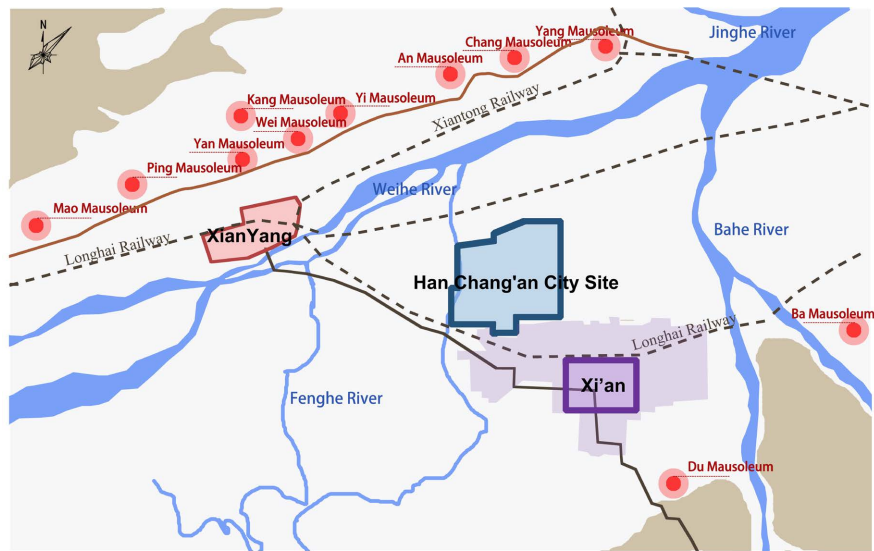 N
Yang Mausoleum
Jinghe River
Chang Mausoleum
An Mausoleum
Kang Mausoleum
Yi Mausoleum
Xiantong Railway
Wei Mausoleum
Yan Mausoleum
Ping Mausoleum
Weihe River
Mao Mausoleum
Bahe River
XianYang
Longhai Railway
Han Chang'an City Site
Ba Mausoleum
Longhai Railway
Xi’an
Fenghe River
Du Mausoleum